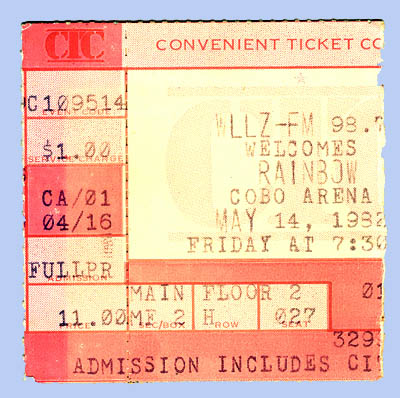 CTC CONVENIENT TICKET CO
C109514
EVENT CODE
WLLZ-FM 98.7
$1.00
WELCOMES
SERVICE CHARGE
RAINBOW
CA/01
COBO ARENA
04/16
MAY 14, 1982
FRIDAY AT 7:30
FULLPR
ADMISSION
MAIN FLOOR 2 01
11.00 ME 2 H 027
SEC/BOX ROW SEAT
329
ADMISSION INCLUDES CI